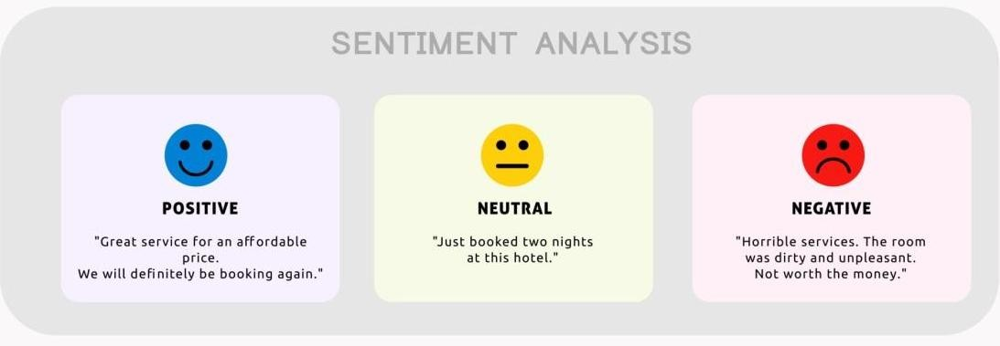 SENTIMENT ANALYSIS
POSITIVE
"Great service for an affordable
price.
We will definitely be booking again."
NEUTRAL
"Just booked two nights
at this hotel."
NEGATIVE
"Horrible services. The room
was dirty and unpleasant.
Not worth the money."